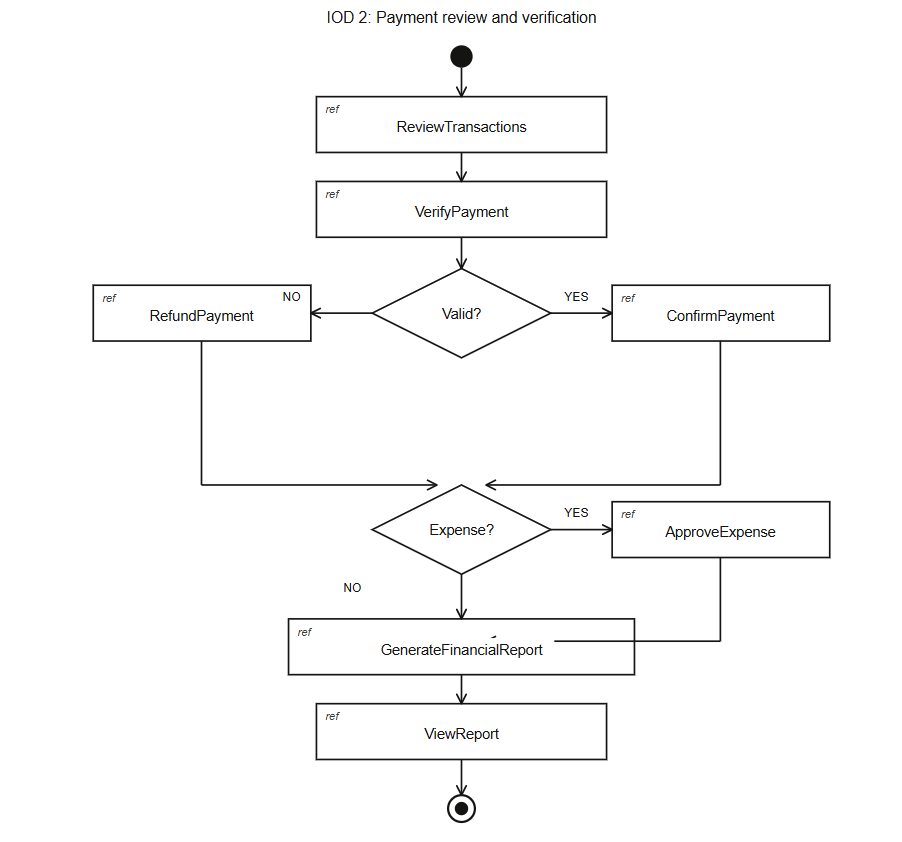 IOD 2: Payment review and verification
ref
ReviewTransactions
ref
VerifyPayment
ref
NO
RefundPayment
Valid?
YES
ref
ConfirmPayment
Expense?
YES
ref
ApproveExpense
NO
ref
GenerateFinancialReport
ref
ViewReport